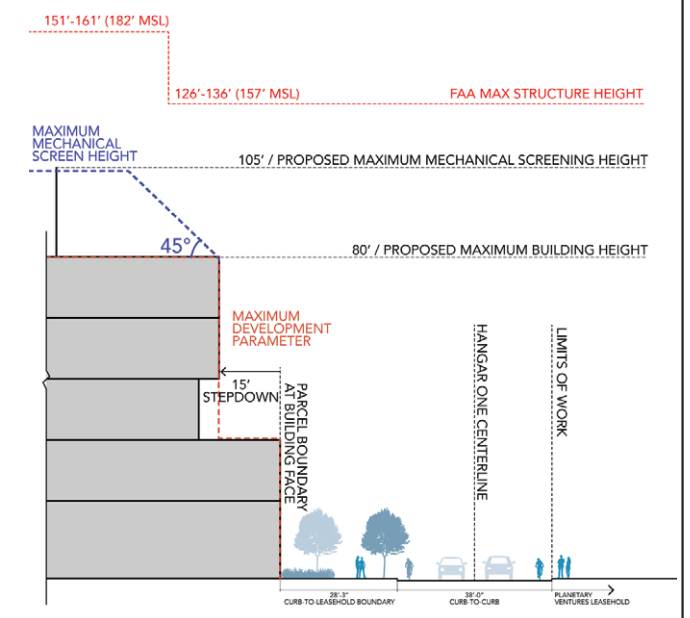 151'-161' (182' MSL)
126'-136' (157' MSL)
FAA MAX STRUCTURE HEIGHT
MAXIMUM
MECHANICAL
SCREEN HEIGHT
105' / PROPOSED MAXIMUM MECHANICAL SCREENING HEIGHT
45°
80' / PROPOSED MAXIMUM BUILDING HEIGHT
MAXIMUM
DEVELOPMENT
PARAMETER
15'
STEPDOWN
PARCEL BOUNDARY
AT BUILDING FACE
HANGAR ONE CENTERLINE
LIMITS OF WORK
28'-3"
CURB-TO-LEASEHOLD BOUNDARY
38'-0"
CURB-TO-CURB
PLANETARY
VENTURES LEASEHOLD